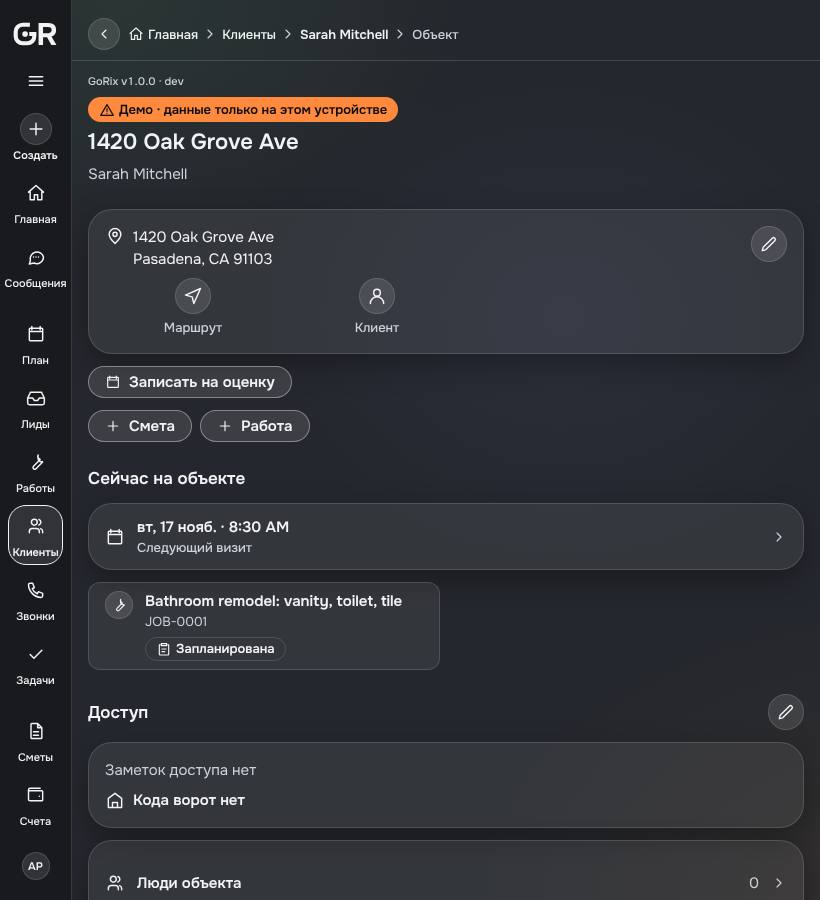 GR
Создать
Главная
Сообщения
План
Лиды
Работы
Клиенты
Звонки
Задачи
Сметы
Счета
AP
Главная > Клиенты > Sarah Mitchell > Объект
GoRix v1.0.0 · dev
Демо · данные только на этом устройстве
1420 Oak Grove Ave
Sarah Mitchell
1420 Oak Grove Ave
Pasadena, CA 91103
Маршрут
Клиент
Записать на оценку
+ Смета
+ Работа
Сейчас на объекте
вт, 17 нояб. · 8:30 AM
Следующий визит
Bathroom remodel: vanity, toilet, tile
JOB-0001
Запланирована
Доступ
Заметок доступа нет
Кода ворот нет
Люди объекта 0